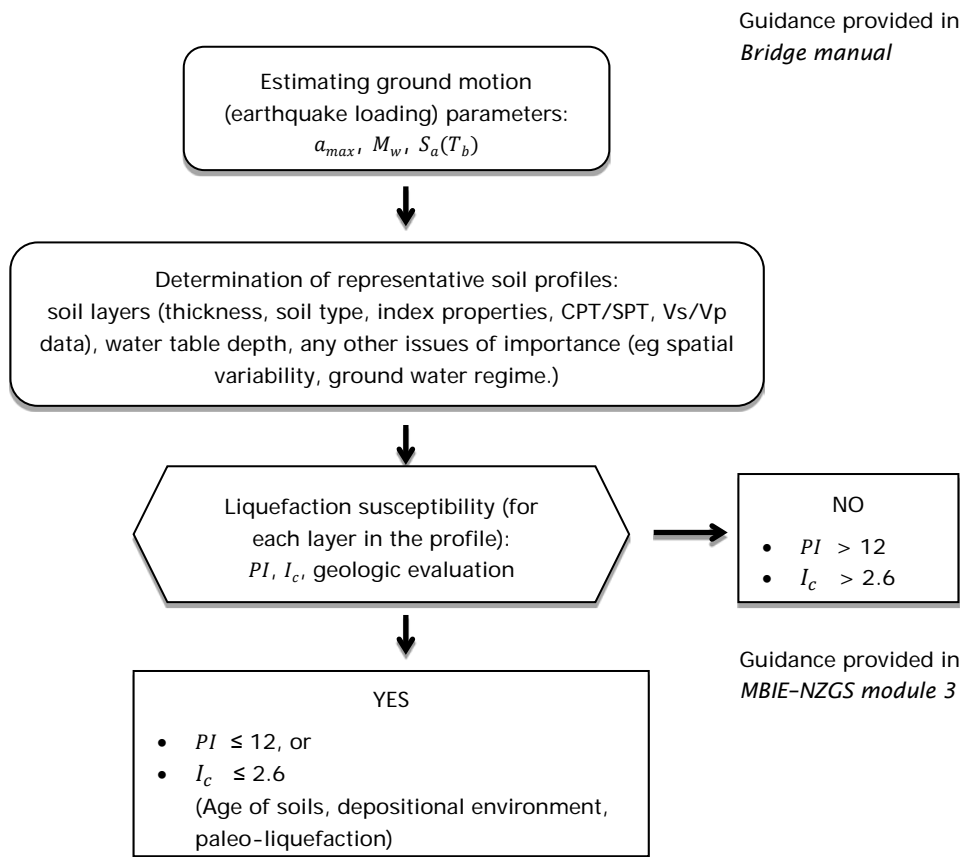 Guidance provided in
Bridge manual
Estimating ground motion
(earthquake loading) parameters:
a_max, M_w, S_a(T_b)
Determination of representative soil profiles:
soil layers (thickness, soil type, index properties, CPT/SPT, Vs/Vp
data), water table depth, any other issues of importance (eg spatial
variability, ground water regime.)
Liquefaction susceptibility (for
each layer in the profile):
PI, I_c, geologic evaluation
NO
• PI > 12
• I_c > 2.6
Guidance provided in
MBIE-NZGS module 3
YES
• PI ≤ 12, or
• I_c ≤ 2.6
(Age of soils, depositional environment,
paleo-liquefaction)